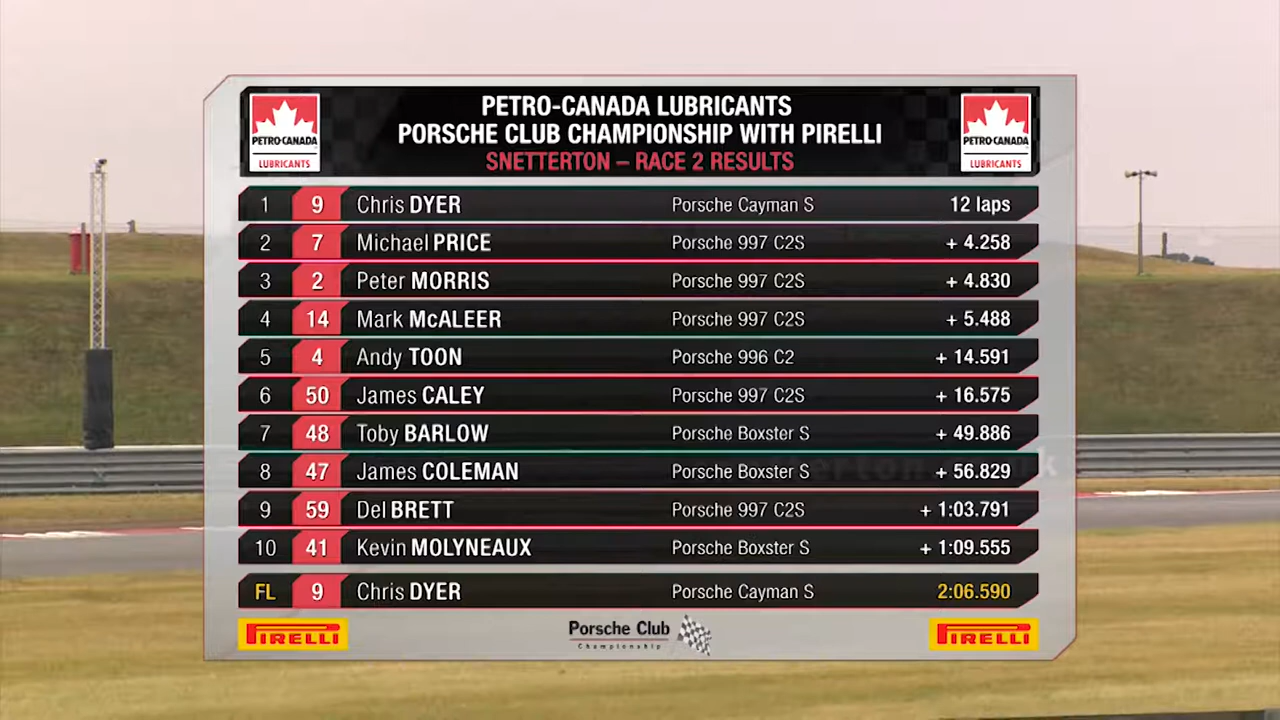 PETRO-CANADA LUBRICANTS
PORSCHE CLUB CHAMPIONSHIP WITH PIRELLI
SNETTERTON – RACE 2 RESULTS
PETRO-CANADA
LUBRICANTS
PETRO-CANADA
LUBRICANTS
1 9 Chris DYER Porsche Cayman S 12 laps
2 7 Michael PRICE Porsche 997 C2S + 4.258
3 2 Peter MORRIS Porsche 997 C2S + 4.830
4 14 Mark McALEER Porsche 997 C2S + 5.488
5 4 Andy TOON Porsche 996 C2 + 14.591
6 50 James CALEY Porsche 997 C2S + 16.575
7 48 Toby BARLOW Porsche Boxster S + 49.886
8 47 James COLEMAN Porsche Boxster S + 56.829
9 59 Del BRETT Porsche 997 C2S + 1:03.791
10 41 Kevin MOLYNEAUX Porsche Boxster S + 1:09.555
FL 9 Chris DYER Porsche Cayman S 2:06.590
PIRELLI
Porsche Club
Championship
PIRELLI